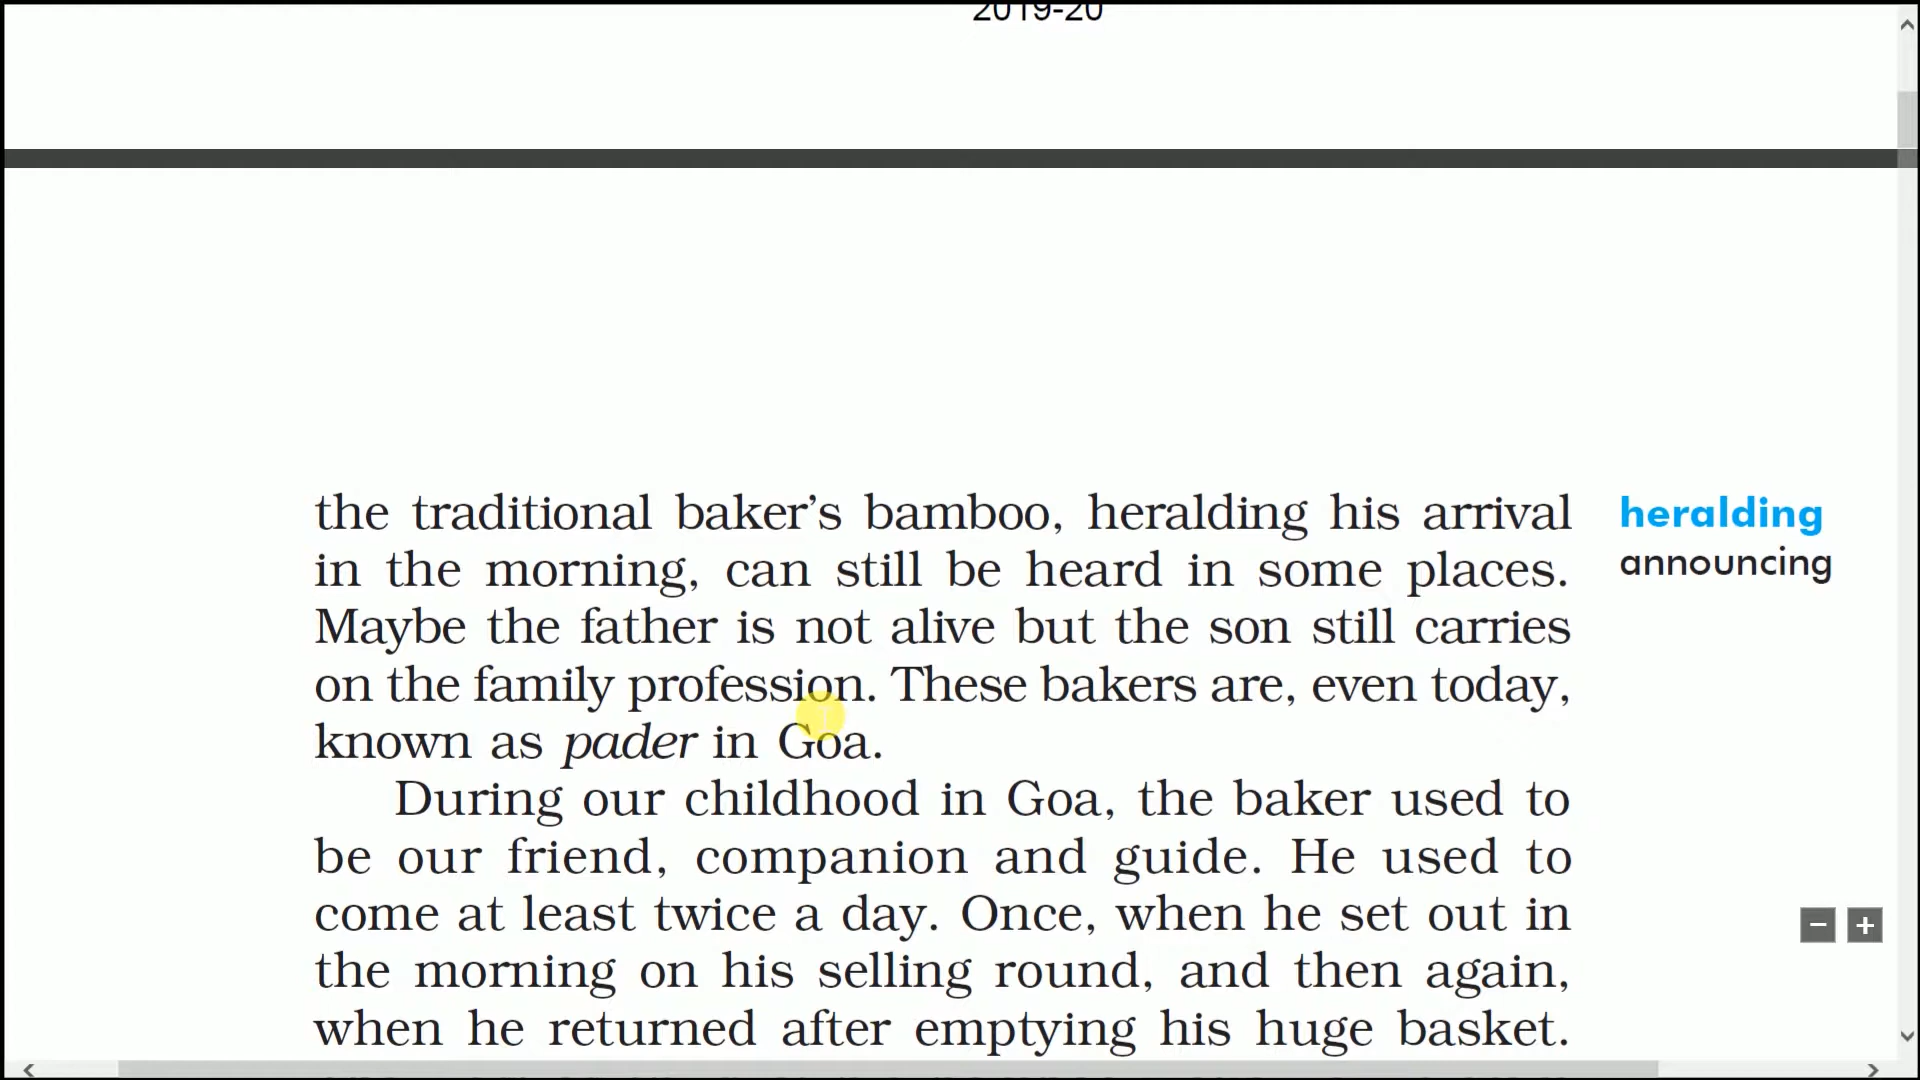 2019-20
the traditional baker’s bamboo, heralding his arrival
in the morning, can still be heard in some places.
Maybe the father is not alive but the son still carries
on the family profession. These bakers are, even today,
known as pader in Goa.
During our childhood in Goa, the baker used to
be our friend, companion and guide. He used to
come at least twice a day. Once, when he set out in
the morning on his selling round, and then again,
when he returned after emptying his huge basket.
heralding
announcing